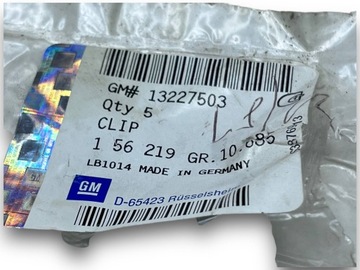 GM# 13227503
Qty 5
CLIP
1 56 219 GR.10.685
LB1014 MADE IN GERMANY
GM
D-65423 Rüsselsheim